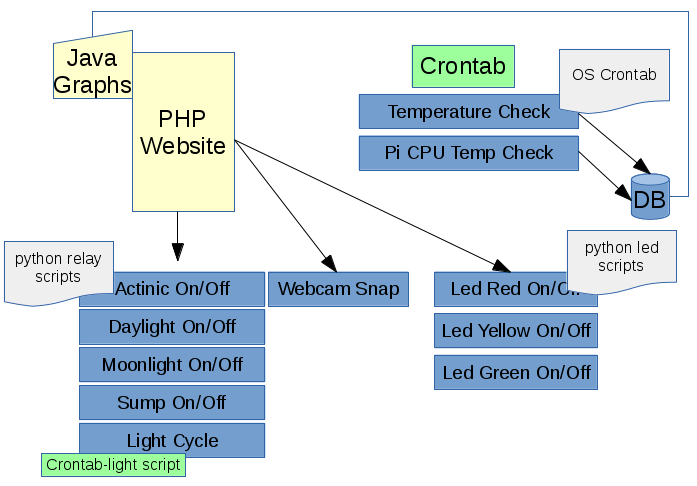 Java
Graphs
PHP
Website
Crontab
OS Crontab
Temperature Check
Pi CPU Temp Check
DB
python relay
scripts
python led
scripts
Actinic On/Off
Webcam Snap
Led Red On/Off
Daylight On/Off
Led Yellow On/Off
Moonlight On/Off
Led Green On/Off
Sump On/Off
Light Cycle
Crontab-light script